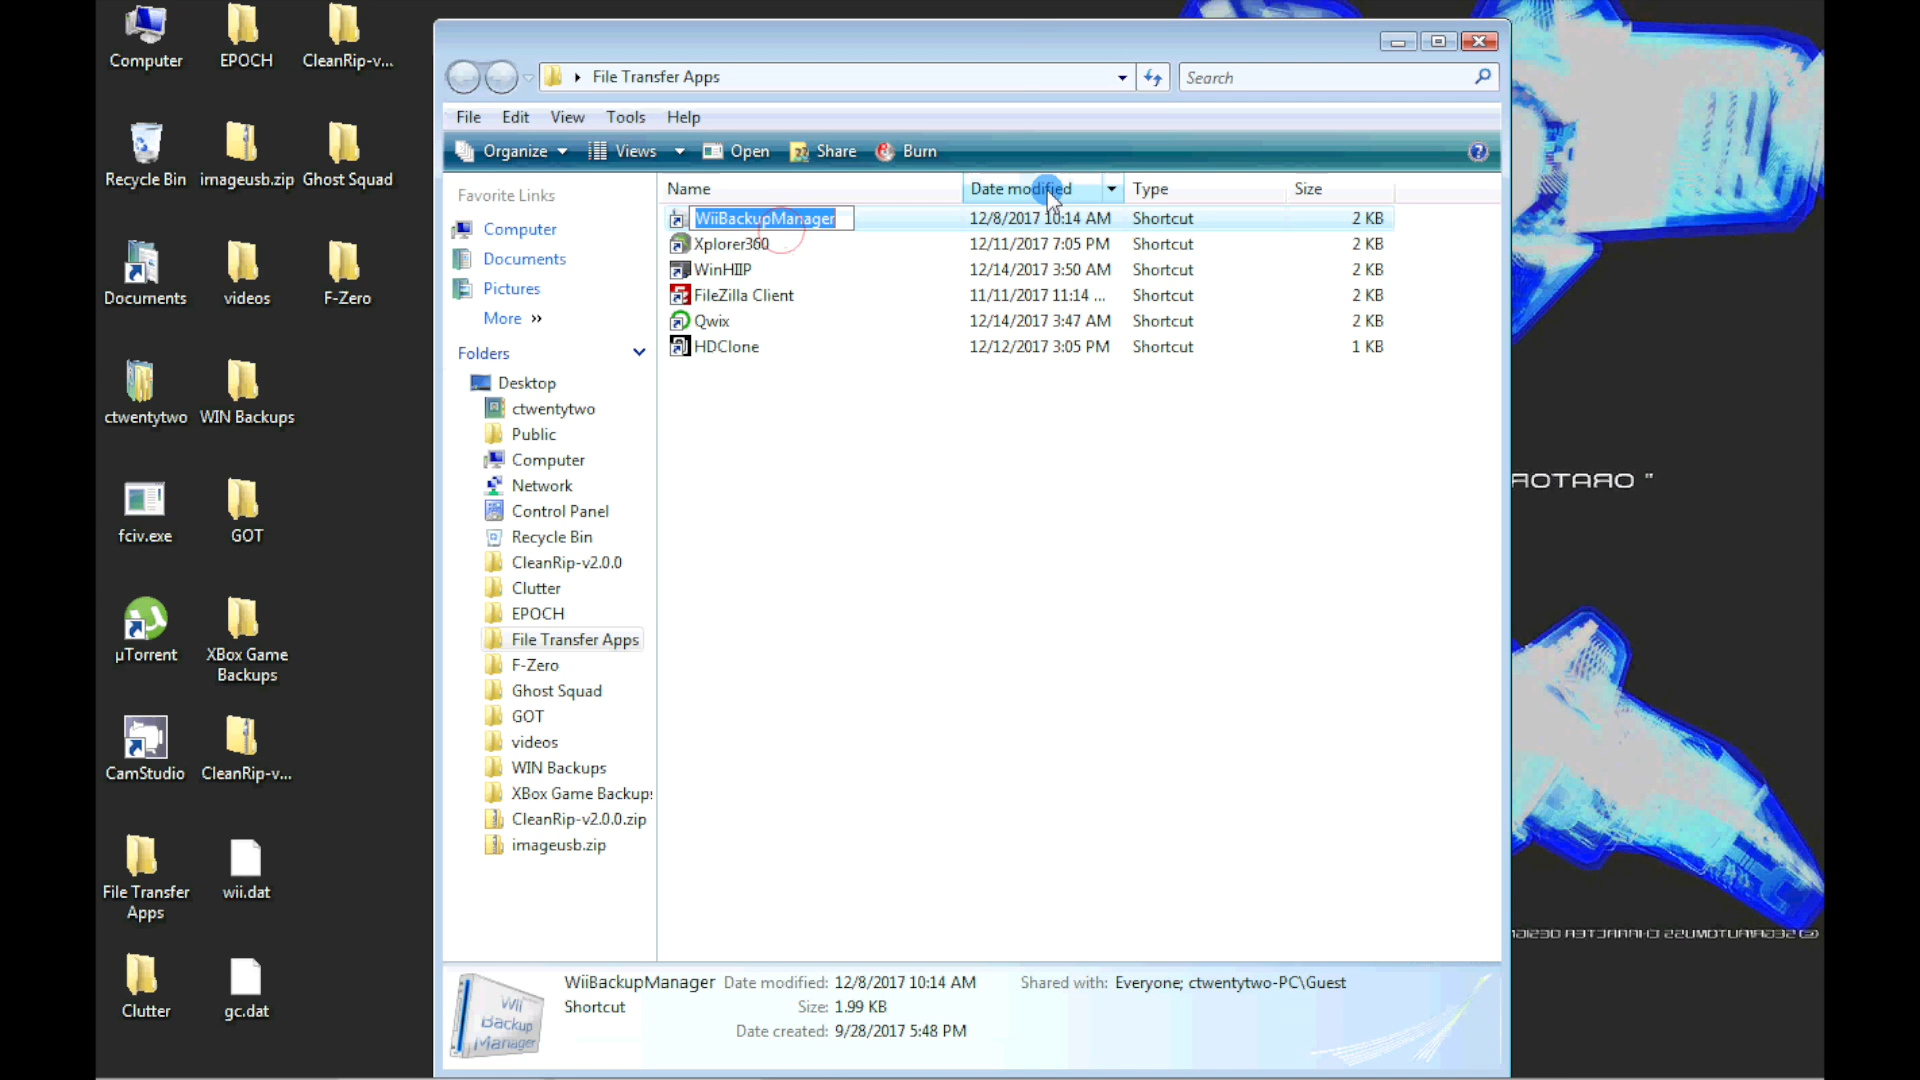 Computer
EPOCH
CleanRip-v...
Recycle Bin
imageusb.zip
Ghost Squad
Documents
videos
F-Zero
ctwentytwo
WIN Backups
fciv.exe
GOT
µTorrent
XBox Game
Backups
CamStudio
CleanRip-v...
File Transfer
Apps
wii.dat
Clutter
gc.dat
File Transfer Apps
Search
File Edit View Tools Help
Organize Views Open Share Burn
Favorite Links
Computer
Documents
Pictures
More »
Folders
Desktop
ctwentytwo
Public
Computer
Network
Control Panel
Recycle Bin
CleanRip-v2.0.0
Clutter
EPOCH
File Transfer Apps
F-Zero
Ghost Squad
GOT
videos
WIN Backups
XBox Game Backups
CleanRip-v2.0.0.zip
imageusb.zip
Name Date modified Type Size
WiiBackupManager 12/8/2017 10:14 AM Shortcut 2 KB
Xplorer360 12/11/2017 7:05 PM Shortcut 2 KB
WinHIIP 12/14/2017 3:50 AM Shortcut 2 KB
FileZilla Client 11/11/2017 11:14 ... Shortcut 2 KB
Qwix 12/14/2017 3:47 AM Shortcut 2 KB
HDClone 12/12/2017 3:05 PM Shortcut 1 KB
Wii
Backup
Manager
WiiBackupManager Date modified: 12/8/2017 10:14 AM Shared with: Everyone; ctwentytwo-PC\Guest
Shortcut Size: 1.99 KB
Date created: 9/28/2017 5:48 PM